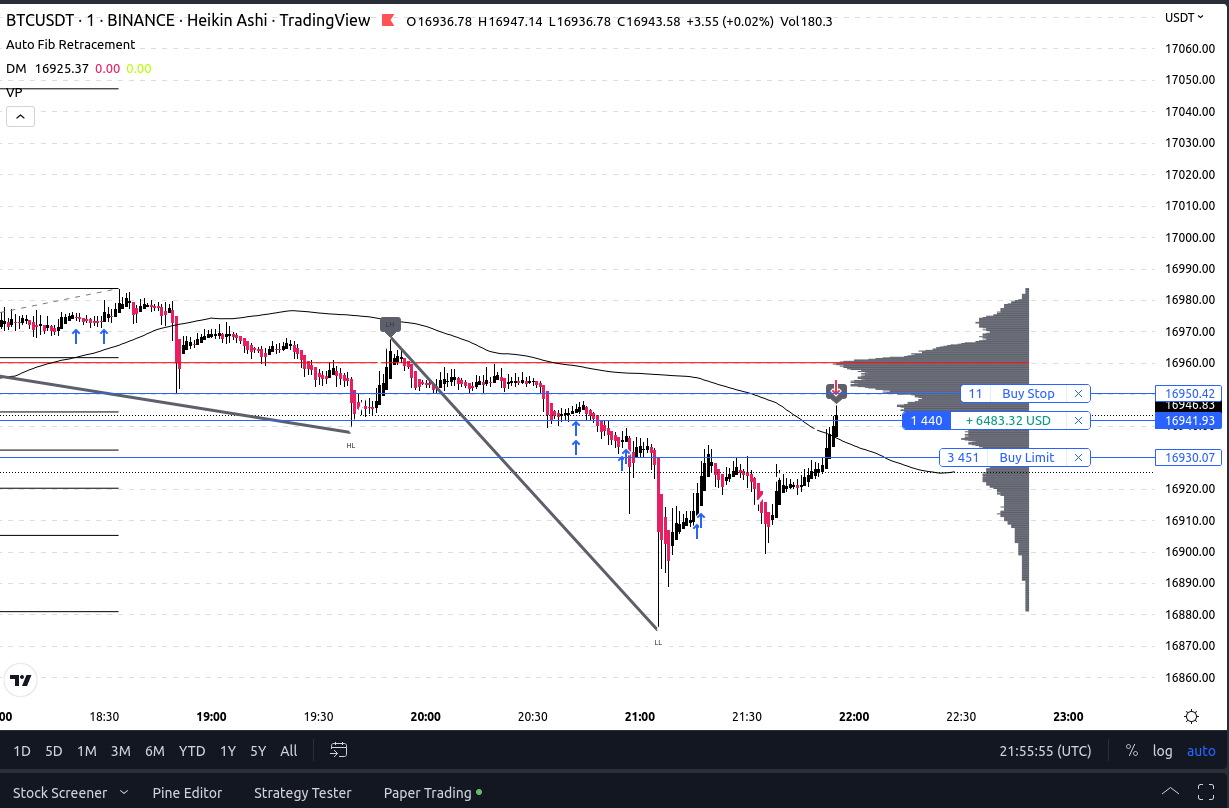 BTCUSDT · 1 · BINANCE · Heikin Ashi · TradingView O16936.78 H16947.14 L16936.78 C16943.58 +3.55 (+0.02%) Vol180.3
USDT
Auto Fib Retracement
DM 16925.37 0.00 0.00
VP
17060.00
17050.00
17040.00
17030.00
17020.00
17010.00
17000.00
16990.00
16980.00
16970.00
16960.00
11 Buy Stop × 16950.42
16946.83
1 440 + 6483.32 USD × 16941.93
3 451 Buy Limit × 16930.07
16920.00
16910.00
16900.00
16890.00
16880.00
16870.00
16860.00
LH
HL
LL
00 18:30 19:00 19:30 20:00 20:30 21:00 21:30 22:00 22:30 23:00
1D 5D 1M 3M 6M YTD 1Y 5Y All 21:55:55 (UTC) % log auto
Stock Screener Pine Editor Strategy Tester Paper Trading